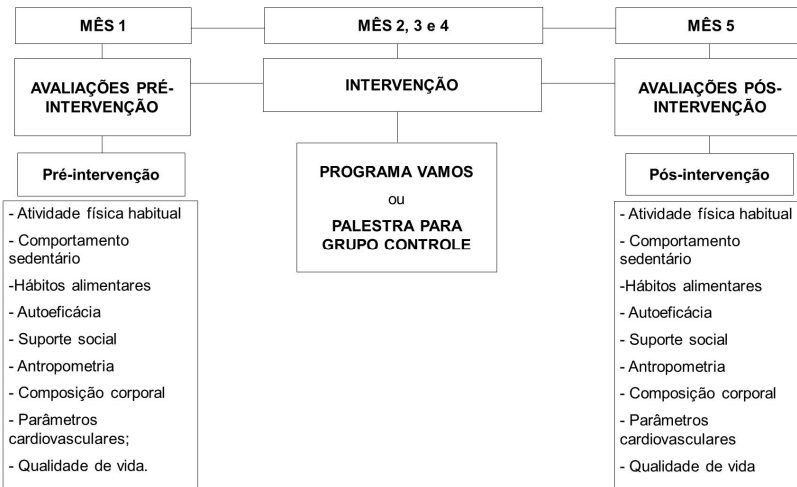 MÊS 1
MÊS 2, 3 e 4
MÊS 5
AVALIAÇÕES PRÉ-
INTERVENÇÃO
INTERVENÇÃO
AVALIAÇÕES PÓS-
INTERVENÇÃO
Pré-intervenção
- Atividade física habitual
- Comportamento
sedentário
-Hábitos alimentares
- Autoeficácia
- Suporte social
- Antropometria
- Composição corporal
- Parâmetros
cardiovasculares;
- Qualidade de vida.
PROGRAMA VAMOS
ou
PALESTRA PARA
GRUPO CONTROLE
Pós-intervenção
- Atividade física habitual
- Comportamento
sedentário
-Hábitos alimentares
- Autoeficácia
- Suporte social
- Antropometria
- Composição corporal
- Parâmetros
cardiovasculares
- Qualidade de vida